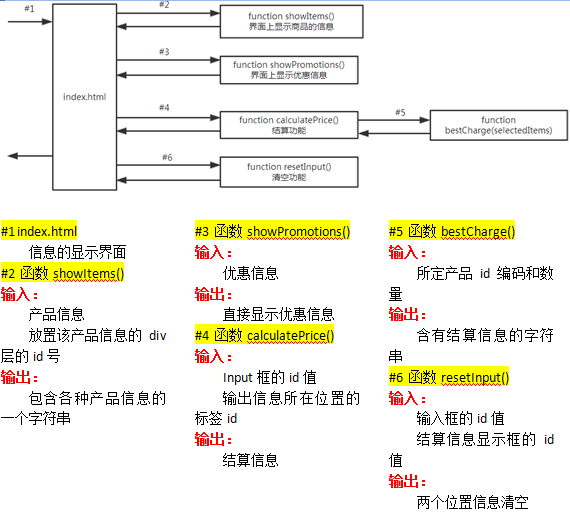 #1
#2
function showItems()
界面上显示商品的信息
#3
function showPromotions()
界面上显示优惠信息
index.html
#4
function calculatePrice()
结算功能
#5
function
bestCharge(selectedItems)
#6
function resetInput()
清空功能
#1index.html
信息的显示界面
#2 函数 showItems()
输入：
产品信息
放置该产品信息的 div
层的id号
输出：
包含各种产品信息的
一个字符串
#3 函数 showPromotions()
输入：
优惠信息
输出：
直接显示优惠信息
#4 函数 calculatePrice()
输入：
Input 框的 id 值
输出信息所在位置的
标签 id
输出：
结算信息
#5 函数 bestCharge()
输入：
所定产品 id 编码和数
量
输出：
含有结算信息的字符
串
#6 函数 resetInput()
输入：
输入框的 id 值
结算信息显示框的 id
值
输出：
两个位置信息清空